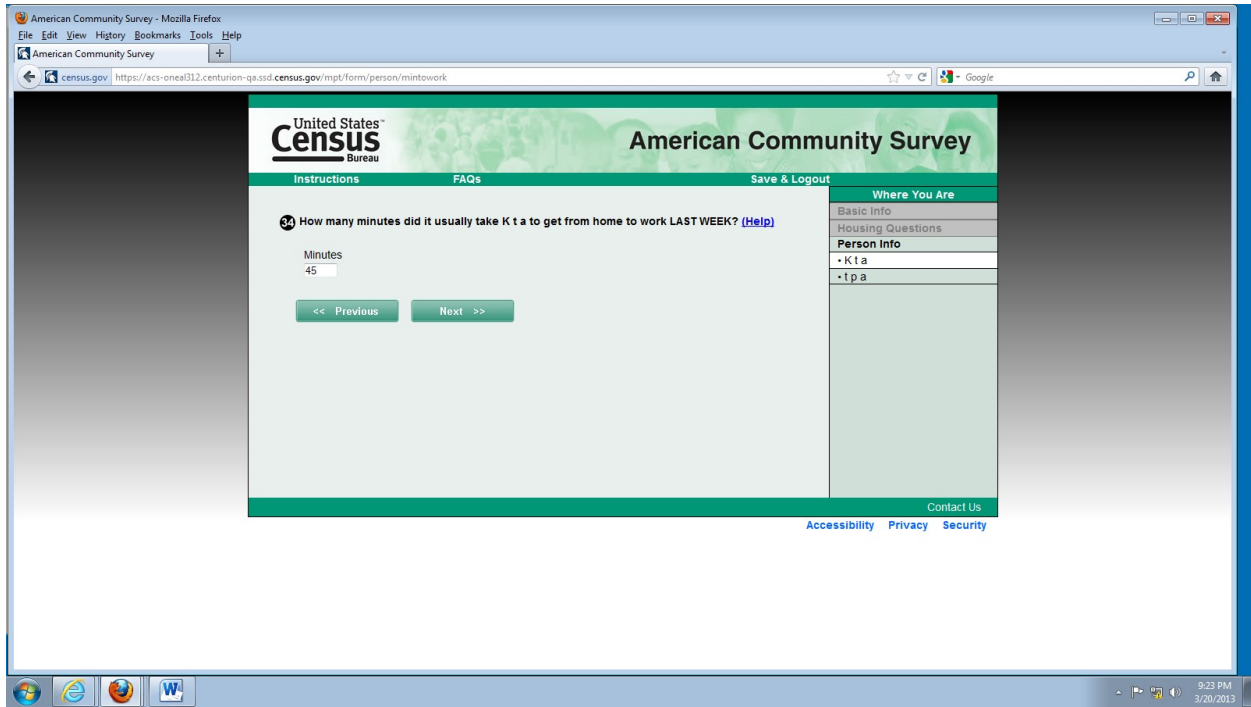 American Community Survey - Mozilla Firefox
File Edit View History Bookmarks Tools Help
American Community Survey +
census.gov https://acs-oneal312.centurion-qa.ssd.census.gov/mpt/form/person/mintowork Google
United States™
Census
Bureau
American Community Survey
Instructions FAQs Save & Logout
Where You Are
Basic Info
Housing Questions
Person Info
• K t a
• t p a
34 How many minutes did it usually take K t a to get from home to work LAST WEEK? (Help)
Minutes
45
<< Previous Next >>
Contact Us
Accessibility Privacy Security
9:23 PM
3/20/2013